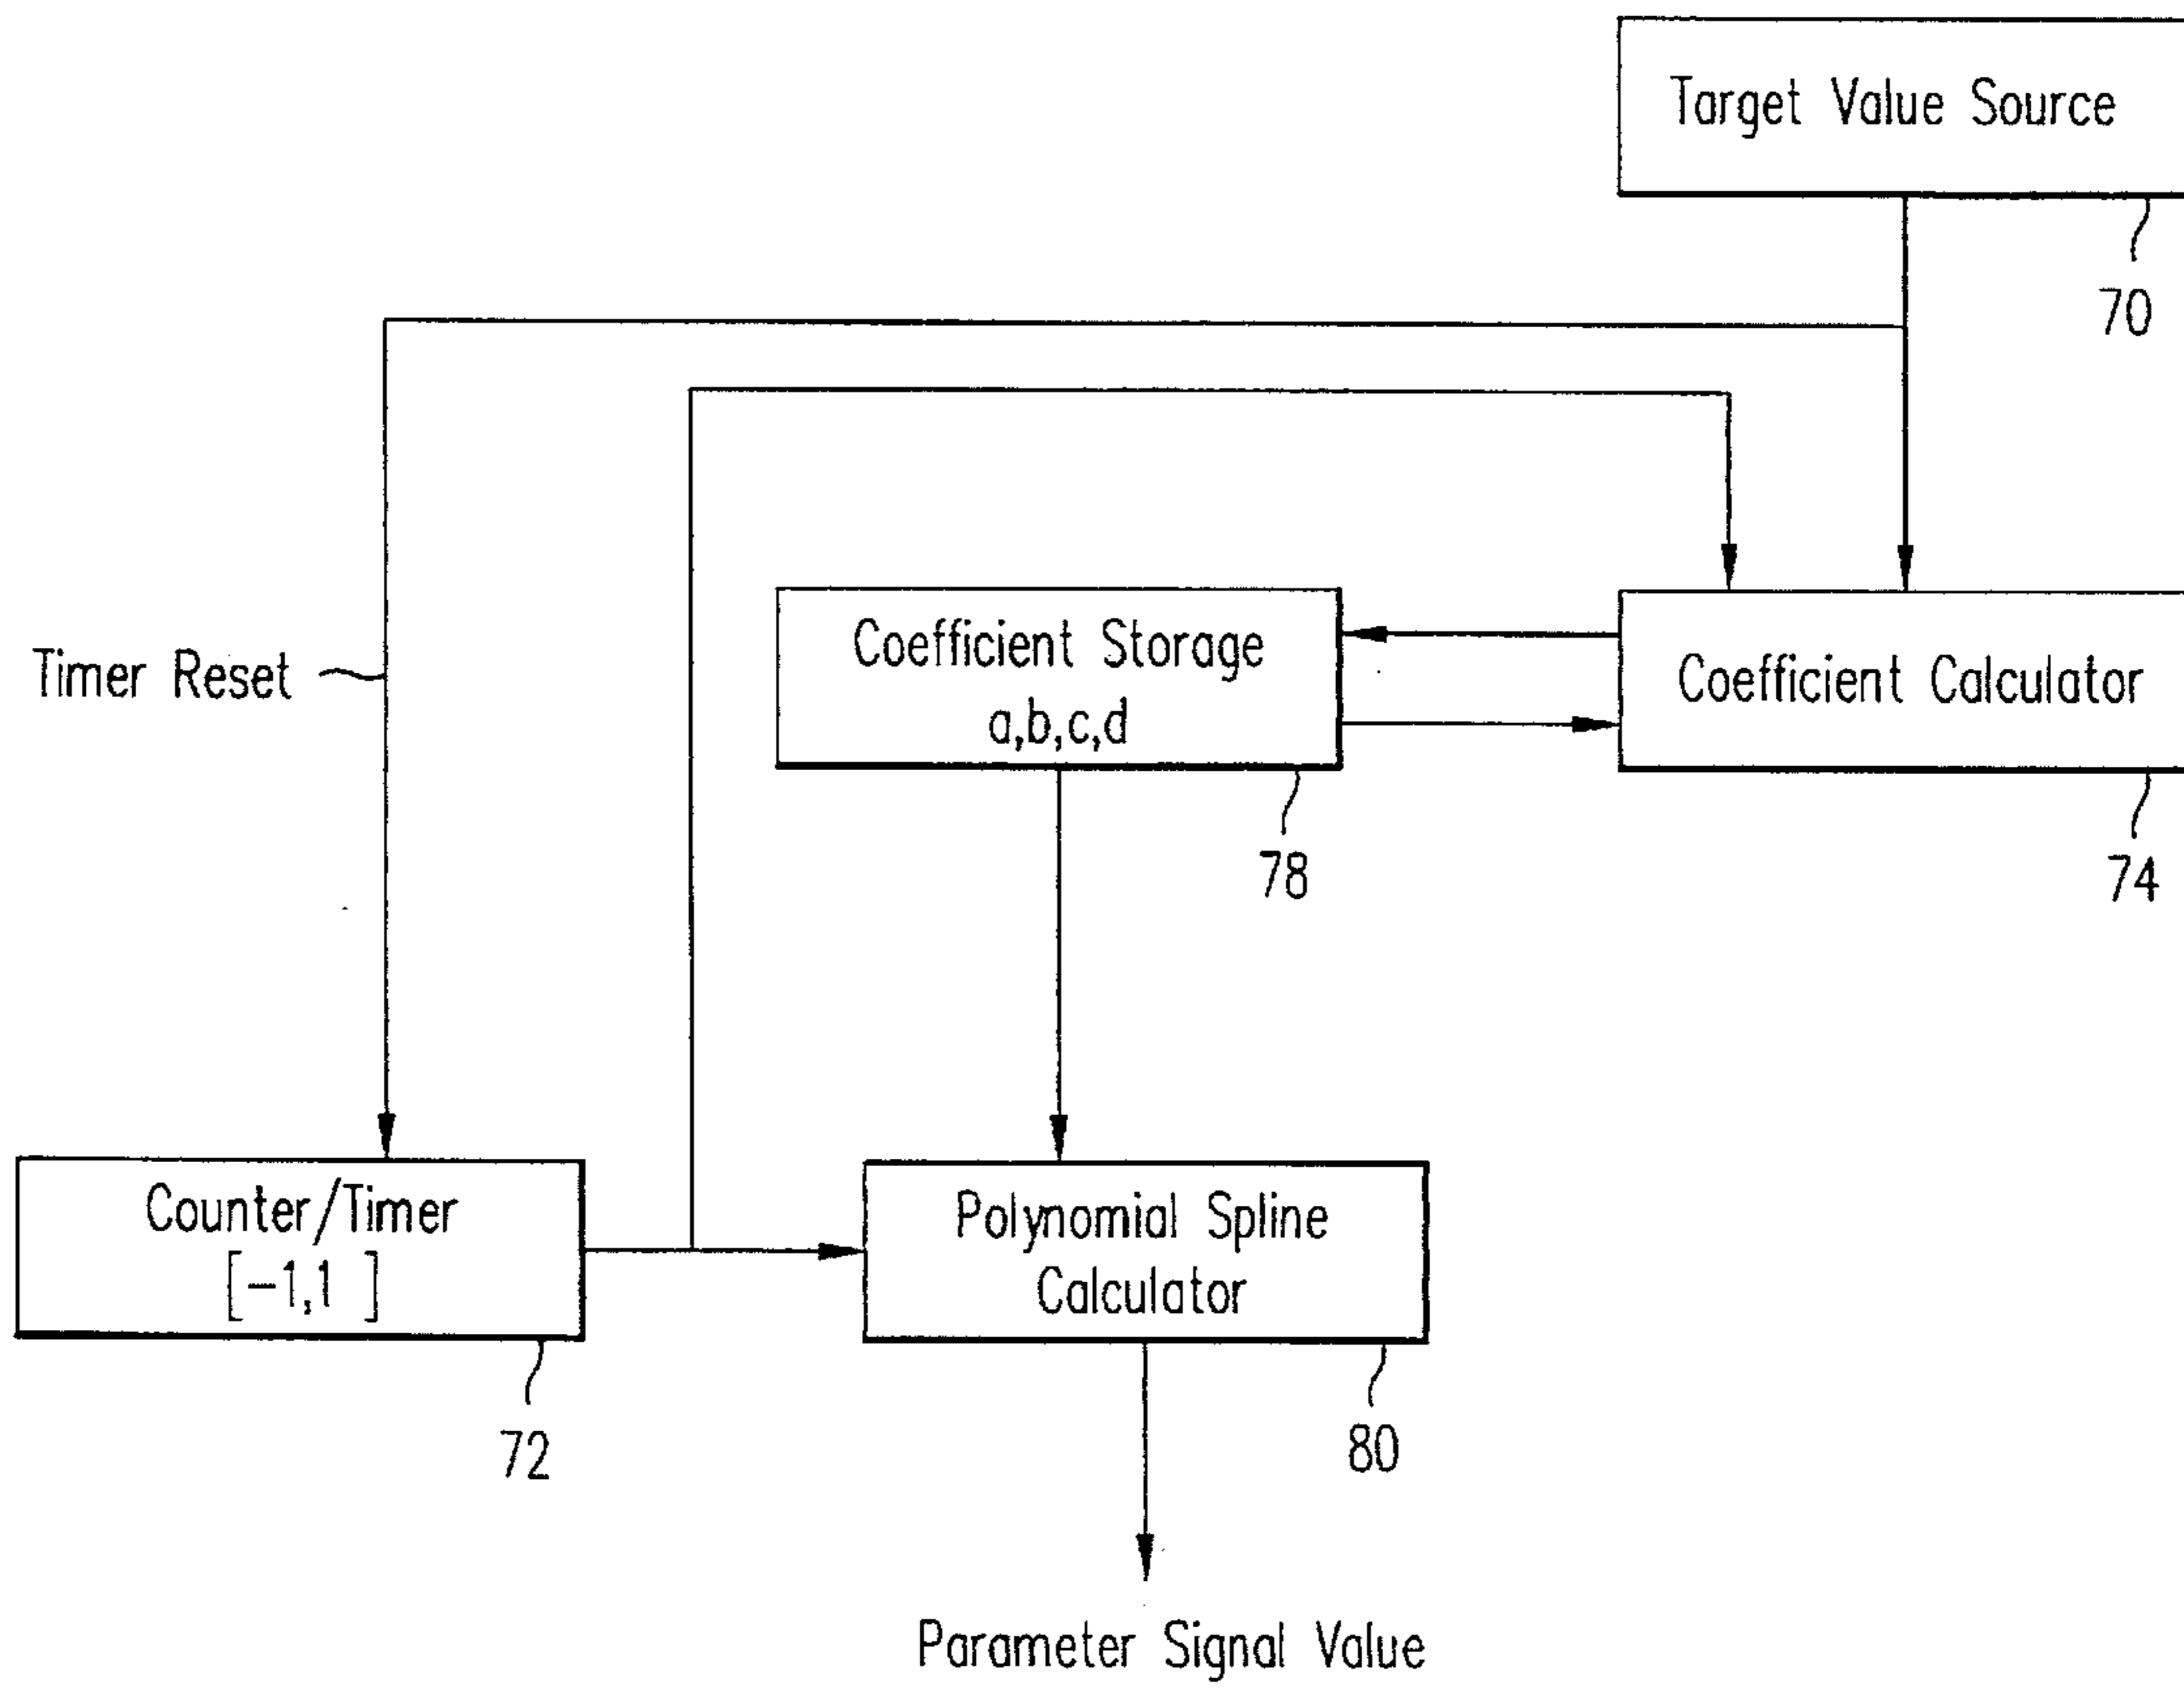 Target Value Source
70
Timer Reset
Coefficient Storage
a,b,c,d
78
Coefficient Calculator
74
Counter/Timer
[-1,1 ]
72
Polynomial Spline
Calculator
80
Parameter Signal Value